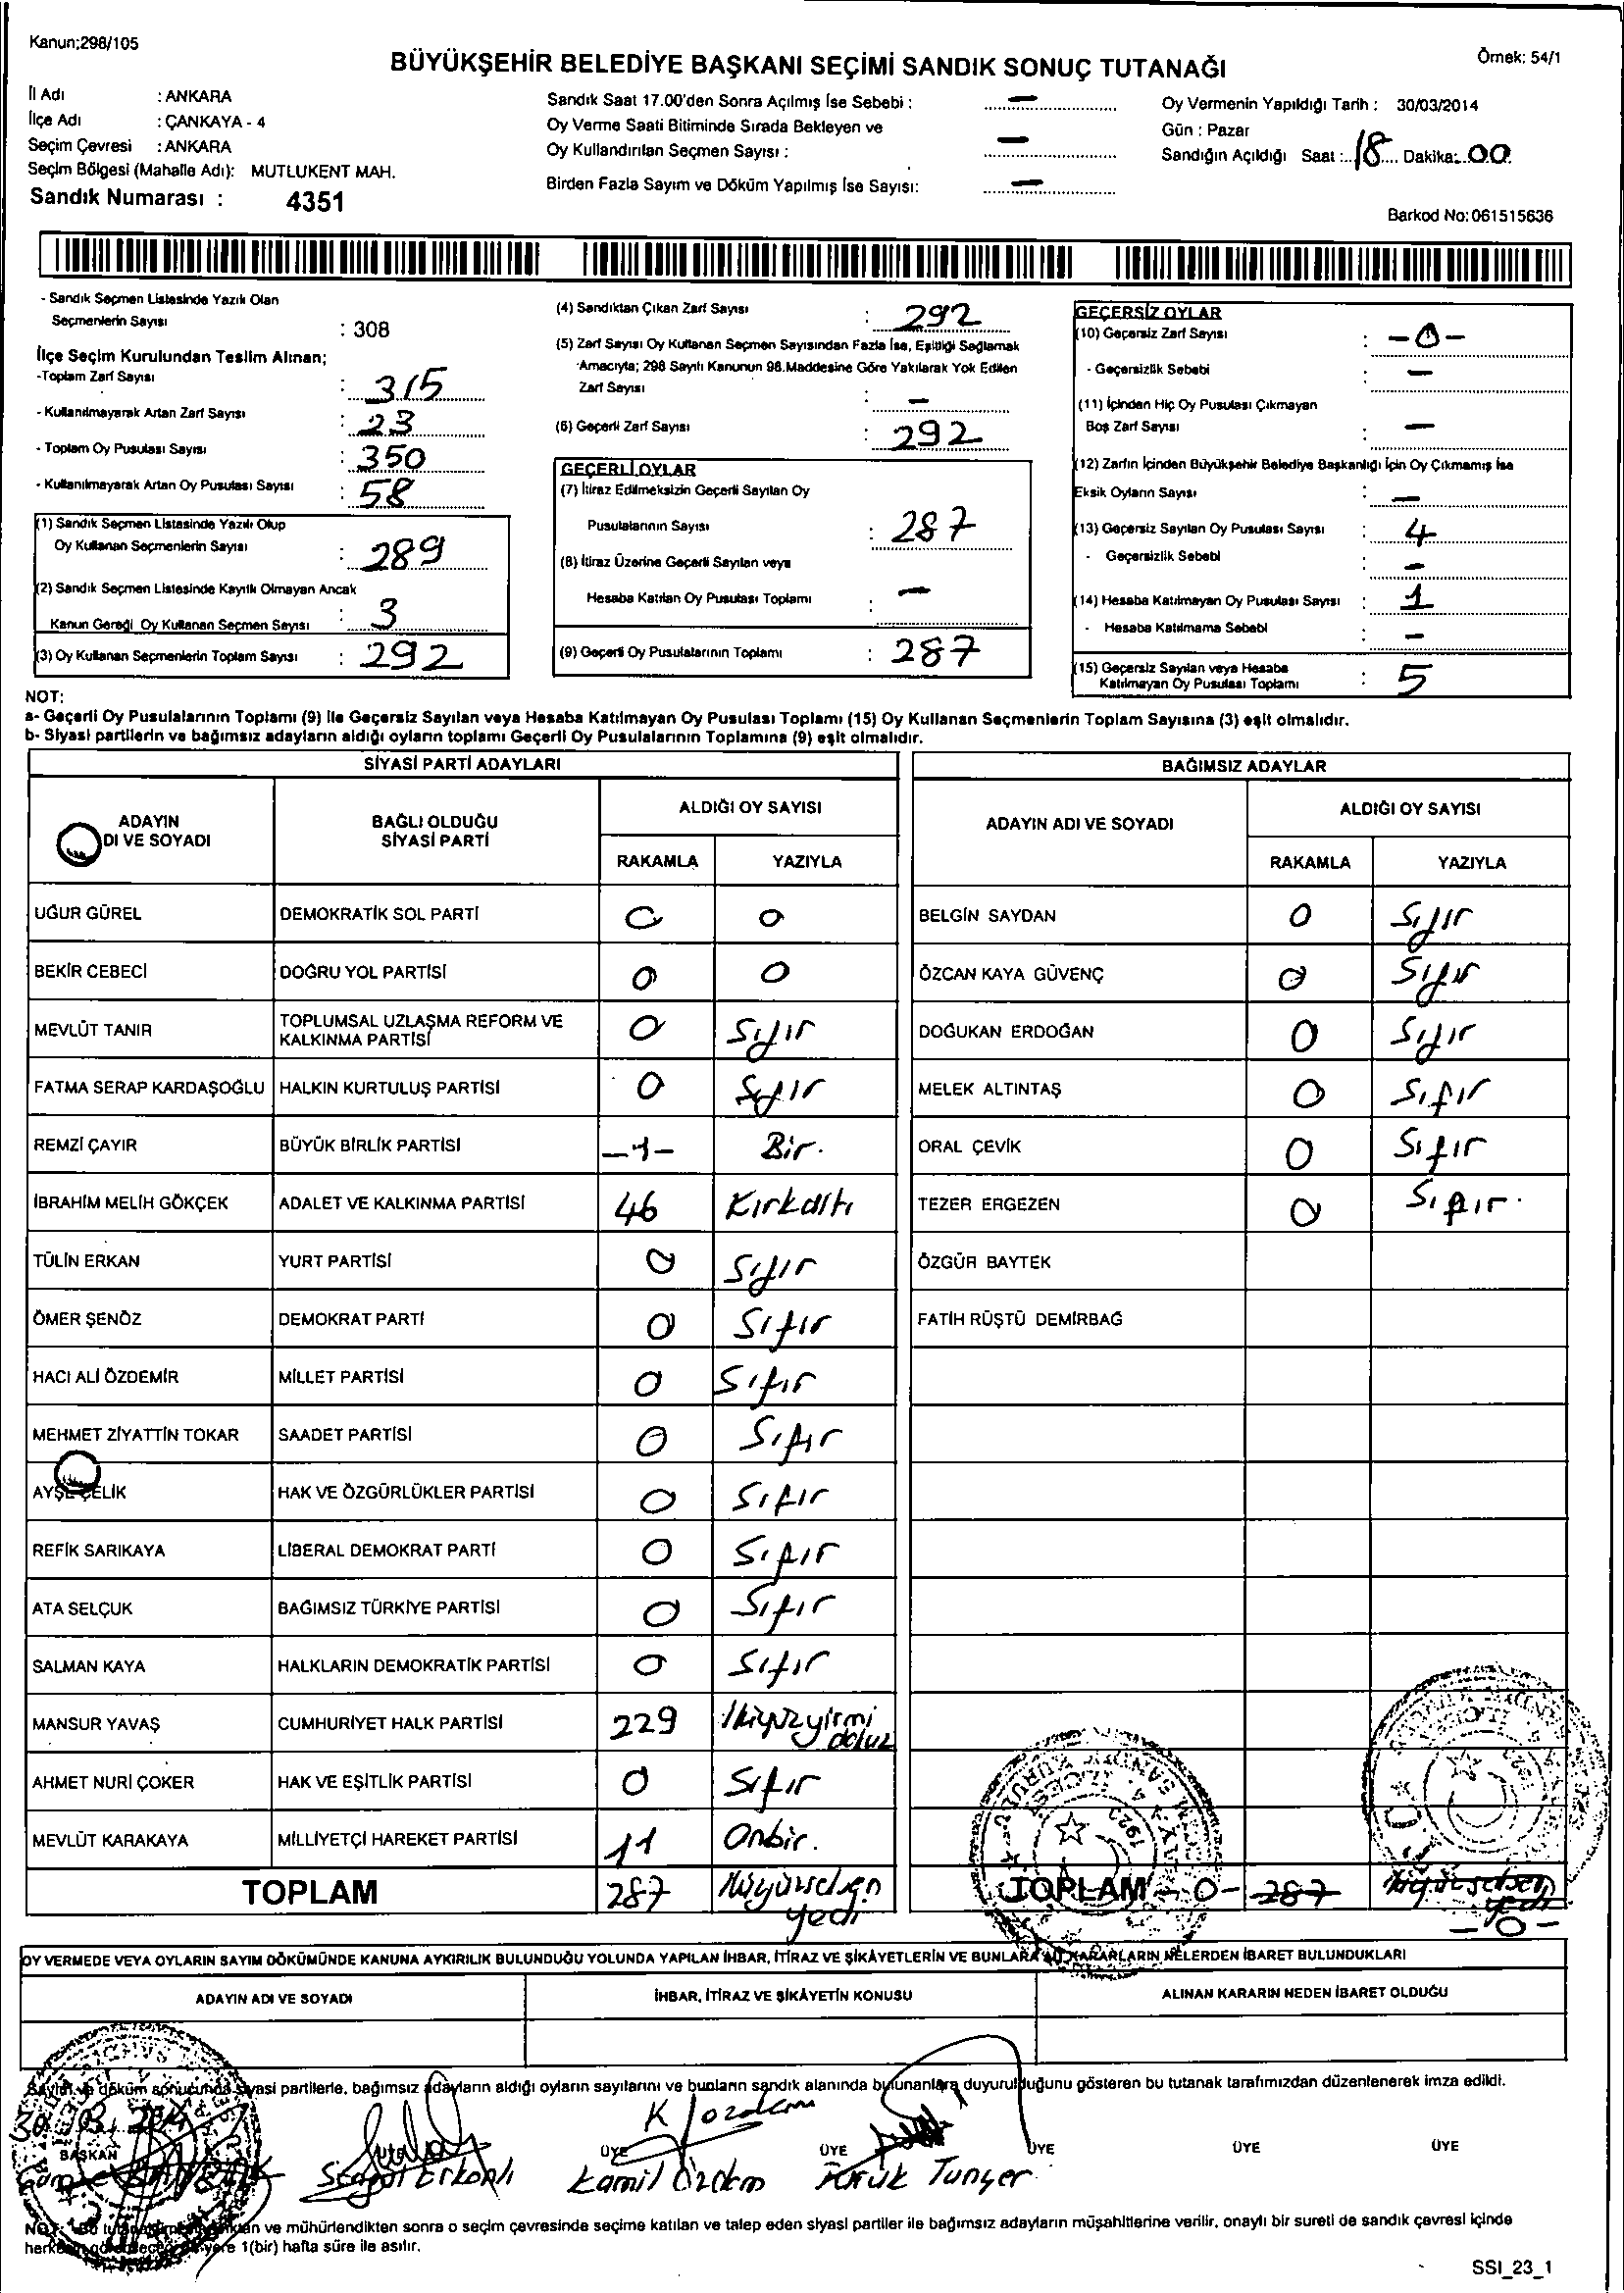 Kanun;298/105
Örnek: 54/1
BÜYÜKŞEHİR BELEDİYE BAŞKANI SEÇİMİ SANDIK SONUÇ TUTANAĞI
İl Adı : ANKARA
İlçe Adı : ÇANKAYA - 4
Seçim Çevresi : ANKARA
Seçim Bölgesi (Mahalle Adı): MUTLUKENT MAH.
Sandık Numarası : 4351
Sandık Saat 17.00'den Sonra Açılmış İse Sebebi : —
Oy Verme Saati Bitiminde Sırada Bekleyen ve
Oy Kullandırılan Seçmen Sayısı : —
Birden Fazla Sayım ve Döküm Yapılmış İse Sayısı: —
Oy Vermenin Yapıldığı Tarih : 30/03/2014
Gün : Pazar
Sandığın Açıldığı Saat :..18.... Dakika:..00.
Barkod No:061515636
- Sandık Seçmen Listesinde Yazılı Olan
Seçmenlerin Sayısı : 308
İlçe Seçim Kurulundan Teslim Alınan;
-Toplam Zarf Sayısı : 315
- Kullanılmayarak Artan Zarf Sayısı : 23
- Toplam Oy Pusulası Sayısı : 350
- Kullanılmayarak Artan Oy Pusulası Sayısı : 58
(1) Sandık Seçmen Listesinde Yazılı Olup
Oy Kullanan Seçmenlerin Sayısı : 289
(2) Sandık Seçmen Listesinde Kayıtlı Olmayan Ancak
Kanun Gereği Oy Kullanan Seçmen Sayısı : 3
(3) Oy Kullanan Seçmenlerin Toplam Sayısı : 292
(4) Sandıktan Çıkan Zarf Sayısı : 292
(5) Zarf Sayısı Oy Kullanan Seçmen Sayısından Fazla İse, Eşitliği Sağlamak
Amacıyla; 298 Sayılı Kanunun 98.Maddesine Göre Yakılarak Yok Edilen
Zarf Sayısı : —
(6) Geçerli Zarf Sayısı : 292
GEÇERLİ OYLAR
(7) İtiraz Edilmeksizin Geçerli Sayılan Oy
Pusulalarının Sayısı : 287
(8) İtiraz Üzerine Geçerli Sayılan veya
Hesaba Katılan Oy Pusulası Toplamı : —
(9) Geçerli Oy Pusulalarının Toplamı : 287
GEÇERSİZ OYLAR
(10) Geçersiz Zarf Sayısı : -0-
- Geçersizlik Sebebi : —
(11) İçinden Hiç Oy Pusulası Çıkmayan
Boş Zarf Sayısı : —
(12) Zarfın İçinden Büyükşehir Belediye Başkanlığı İçin Oy Çıkmamış İse
Eksik Oyların Sayısı : —
(13) Geçersiz Sayılan Oy Pusulası Sayısı : 4
- Geçersizlik Sebebi : —
(14) Hesaba Katılmayan Oy Pusulası Sayısı : 1
- Hesaba Katılmama Sebebi : —
(15) Geçersiz Sayılan veya Hesaba
Katılmayan Oy Pusulası Toplamı : 5
NOT:
a- Geçerli Oy Pusulalarının Toplamı (9) ile Geçersiz Sayılan veya Hesaba Katılmayan Oy Pusulası Toplamı (15) Oy Kullanan Seçmenlerin Toplam Sayısına (3) eşit olmalıdır.
b- Siyasi partilerin ve bağımsız adayların aldığı oyların toplamı Geçerli Oy Pusulalarının Toplamına (9) eşit olmalıdır.
SİYASİ PARTİ ADAYLARI
ADAYIN
DI VE SOYADI
BAĞLI OLDUĞU
SİYASİ PARTİ
ALDIĞI OY SAYISI
RAKAMLA YAZIYLA
UĞUR GÜREL DEMOKRATİK SOL PARTİ 0 0
BEKİR CEBECİ DOĞRU YOL PARTİSİ 0 0
MEVLÜT TANIR TOPLUMSAL UZLAŞMA REFORM VE
KALKINMA PARTİSİ 0 Sıfır
FATMA SERAP KARDAŞOĞLU HALKIN KURTULUŞ PARTİSİ 0 Sıfır
REMZİ ÇAYIR BÜYÜK BİRLİK PARTİSİ -1- Bir.
İBRAHİM MELİH GÖKÇEK ADALET VE KALKINMA PARTİSİ 46 Kırkaltı
TÜLİN ERKAN YURT PARTİSİ 0 Sıfır
ÖMER ŞENÖZ DEMOKRAT PARTİ 0 Sıfır
HACI ALİ ÖZDEMİR MİLLET PARTİSİ 0 Sıfır
MEHMET ZİYATTİN TOKAR SAADET PARTİSİ 0 Sıfır
AYŞE ÇELİK HAK VE ÖZGÜRLÜKLER PARTİSİ 0 Sıfır
REFİK SARIKAYA LİBERAL DEMOKRAT PARTİ 0 Sıfır
ATA SELÇUK BAĞIMSIZ TÜRKİYE PARTİSİ 0 Sıfır
SALMAN KAYA HALKLARIN DEMOKRATİK PARTİSİ 0 Sıfır
MANSUR YAVAŞ CUMHURİYET HALK PARTİSİ 229 İkiyüzyirmi
dokuz
AHMET NURİ ÇOKER HAK VE EŞİTLİK PARTİSİ 0 Sıfır
MEVLÜT KARAKAYA MİLLİYETÇİ HAREKET PARTİSİ 11 Onbir.
TOPLAM 287 İkiyüzseksen
yedi
BAĞIMSIZ ADAYLAR
ADAYIN ADI VE SOYADI
ALDIĞI OY SAYISI
RAKAMLA YAZIYLA
BELGİN SAYDAN 0 Sıfır
ÖZCAN KAYA GÜVENÇ 0 Sıfır
DOĞUKAN ERDOĞAN 0 Sıfır
MELEK ALTINTAŞ 0 Sıfır
ORAL ÇEVİK 0 Sıfır
TEZER ERGEZEN 0 Sıfır.
ÖZGÜR BAYTEK
FATİH RÜŞTÜ DEMİRBAĞ
TOPLAM -0- 287 İkiyüzseksen
yedi
-0-
OY VERMEDE VEYA OYLARIN SAYIM DÖKÜMÜNDE KANUNA AYKIRILIK BULUNDUĞU YOLUNDA YAPILAN İHBAR, İTİRAZ VE ŞİKÂYETLERİN VE BUNLARA AİT KARARLARIN NELERDEN İBARET BULUNDUKLARI
ADAYIN ADI VE SOYADI
İHBAR, İTİRAZ VE ŞİKÂYETİN KONUSU
ALINAN KARARIN NEDEN İBARET OLDUĞU
Sayım ve döküm sonucunda siyasi partilerle, bağımsız adayların aldığı oyların sayılarını ve bunların sandık alanında bulunanlara duyurulduğunu gösteren bu tutanak tarafımızdan düzenlenerek imza edildi.
30.03.2014
K Özdem
BAŞKAN ÜYE ÜYE ÜYE ÜYE ÜYE
Erkanlı Kamil Özdem Faruk Tunçer
NOT: Bu ve mühürlendikten sonra o seçim çevresinde seçime katılan ve talep eden siyasi partiler ile bağımsız adayların müşahitlerine verilir, onaylı bir sureti de sandık çevresi içinde
herkesin göreceği yere 1(bir) hafta süre ile asılır.
SSI_23_1